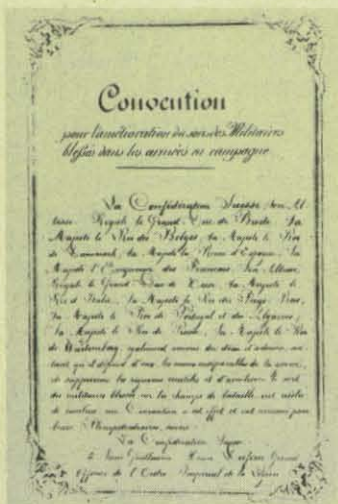 Convention
pour l'amélioration du sort des Militaires
blessés dans les armées en campagne
La Confédération Suisse, Son Al-
tesse Royale le Grand Duc de Bade, Sa
Majesté le Roi des Belges, Sa Majesté le Roi
de Danemark, Sa Majesté la Reine d'Espagne, Sa
Majesté l'Empereur des Français, Son Altesse
Royale le Grand Duc de Hesse, Sa Majesté le
Roi d'Italie, Sa Majesté le Roi des Pays-Bas,
Sa Majesté le Roi de Portugal et des Algarves,
Sa Majesté le Roi de Prusse, Sa Majesté le Roi
de Wurtemberg, également animés du désir d'adoucir, au-
tant qu'il dépend d'eux, les maux inséparables de la guerre,
de supprimer les rigueurs inutiles et d'améliorer le sort
des militaires blessés sur les champs de bataille, ont résolu
de conclure une Convention à cet effet et ont nommé pour
leurs Plénipotentiaires, savoir:
La Confédération Suisse
le Sieur Guillaume Henri Dufour Grand
Officier de l'Ordre Impérial de la Légion